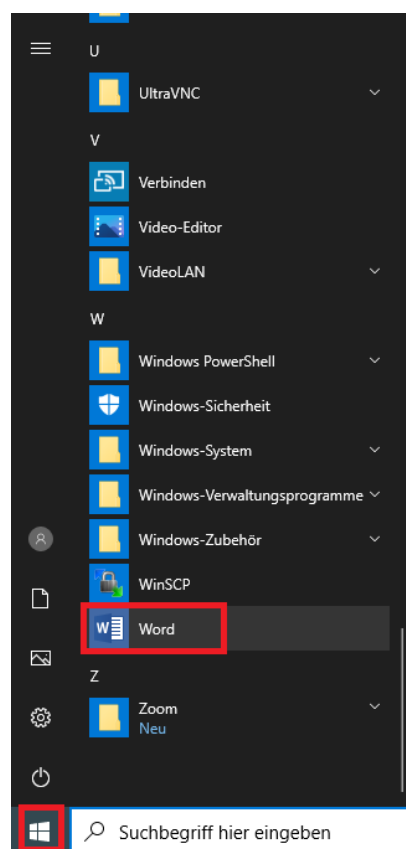 U
UltraVNC
V
Verbinden
Video-Editor
VideoLAN
W
Windows PowerShell
Windows-Sicherheit
Windows-System
Windows-Verwaltungsprogramme
Windows-Zubehör
WinSCP
W Word
Z
Zoom
Neu
Suchbegriff hier eingeben